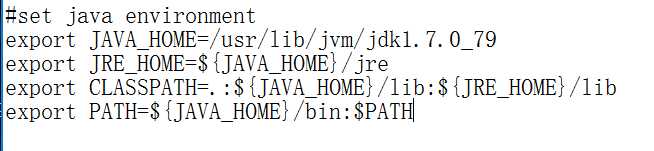 #set java environment
export JAVA_HOME=/usr/lib/jvm/jdk1.7.0_79
export JRE_HOME=${JAVA_HOME}/jre
export CLASSPATH=.:${JAVA_HOME}/lib:${JRE_HOME}/lib
export PATH=${JAVA_HOME}/bin:$PATH